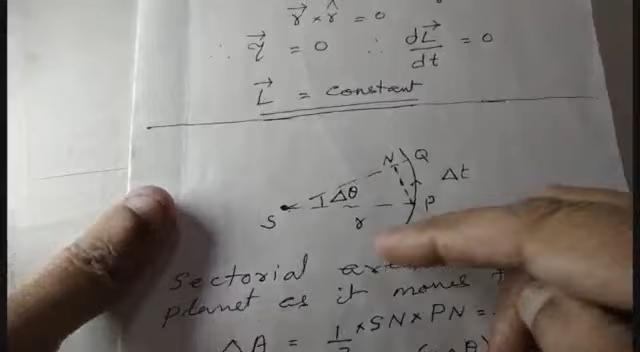 r⃗ × r̂ = 0
∴ τ⃗ = 0 ∴ dL⃗/dt = 0
L⃗ = constant
N Q
Δθ Δt
S r P
Sectorial
planet as it moves
ΔA = 1/2 × SN × PN =